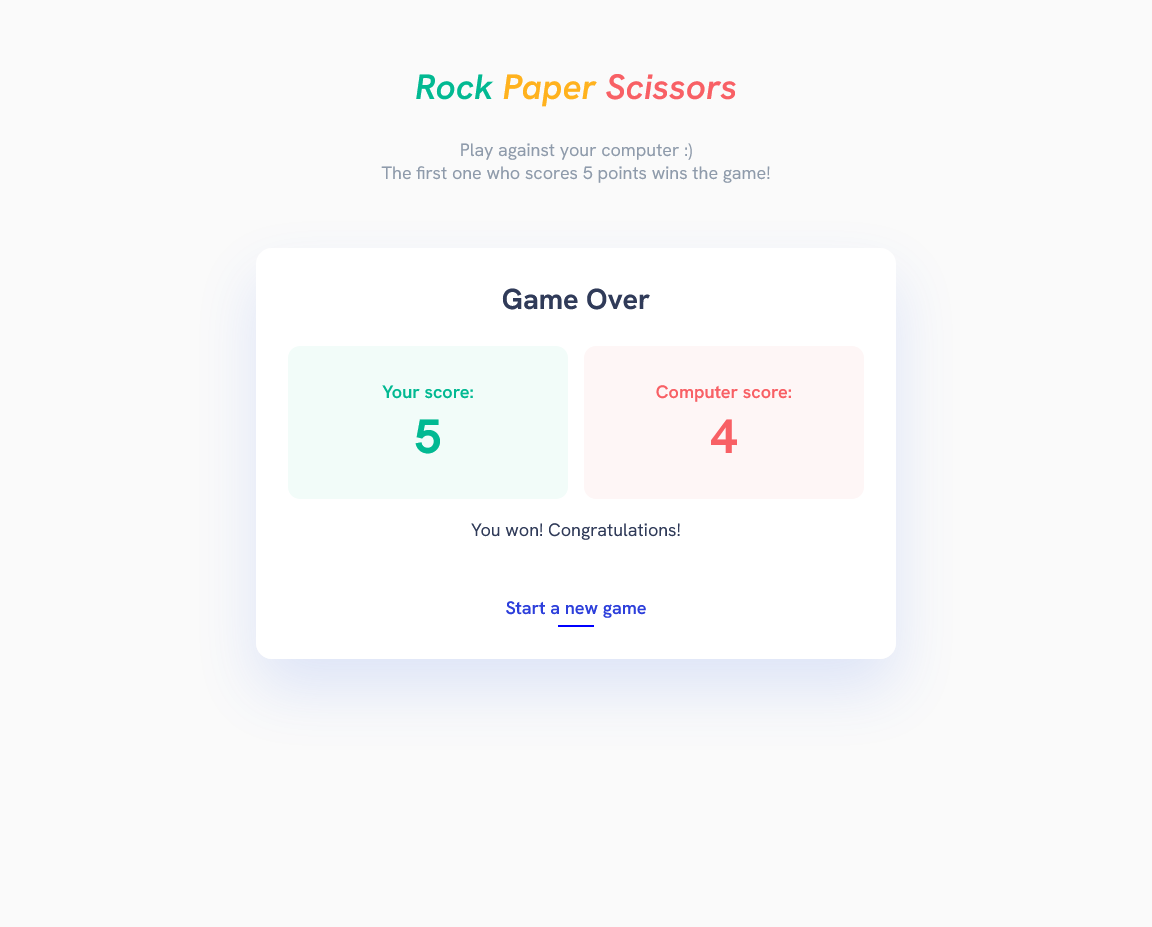 Rock Paper Scissors
Play against your computer :)
The first one who scores 5 points wins the game!
Game Over
Your score:
5
Computer score:
4
You won! Congratulations!
Start a new game